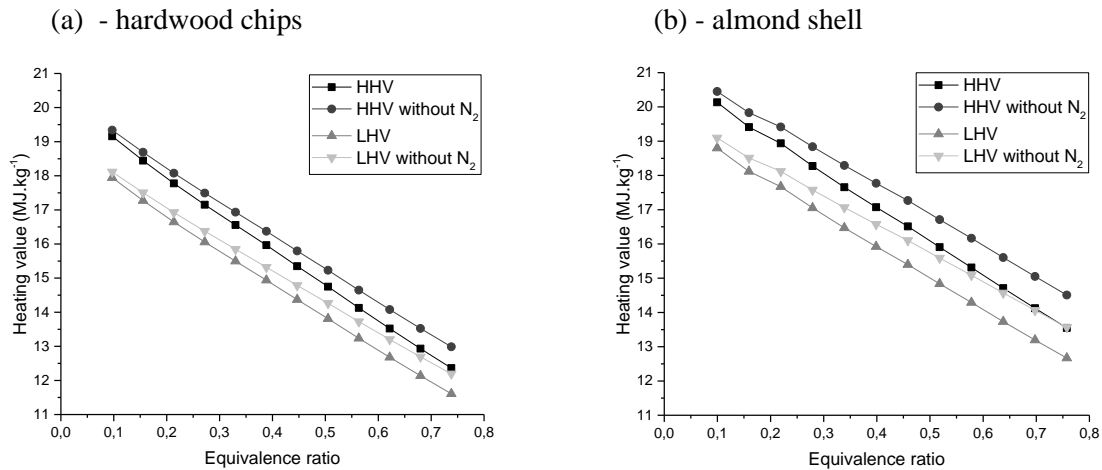 (a) - hardwood chips
21
20
19
18
17
16
15
14
13
12
11
Heating value (MJ.kg⁻¹)
HHV
HHV without N₂
LHV
LHV without N₂
0,0 0,1 0,2 0,3 0,4 0,5 0,6 0,7 0,8
Equivalence ratio
(b) - almond shell
21
20
19
18
17
16
15
14
13
12
11
Heating value (MJ.kg⁻¹)
HHV
HHV without N₂
LHV
LHV without N₂
0,0 0,1 0,2 0,3 0,4 0,5 0,6 0,7 0,8
Equivalence ratio